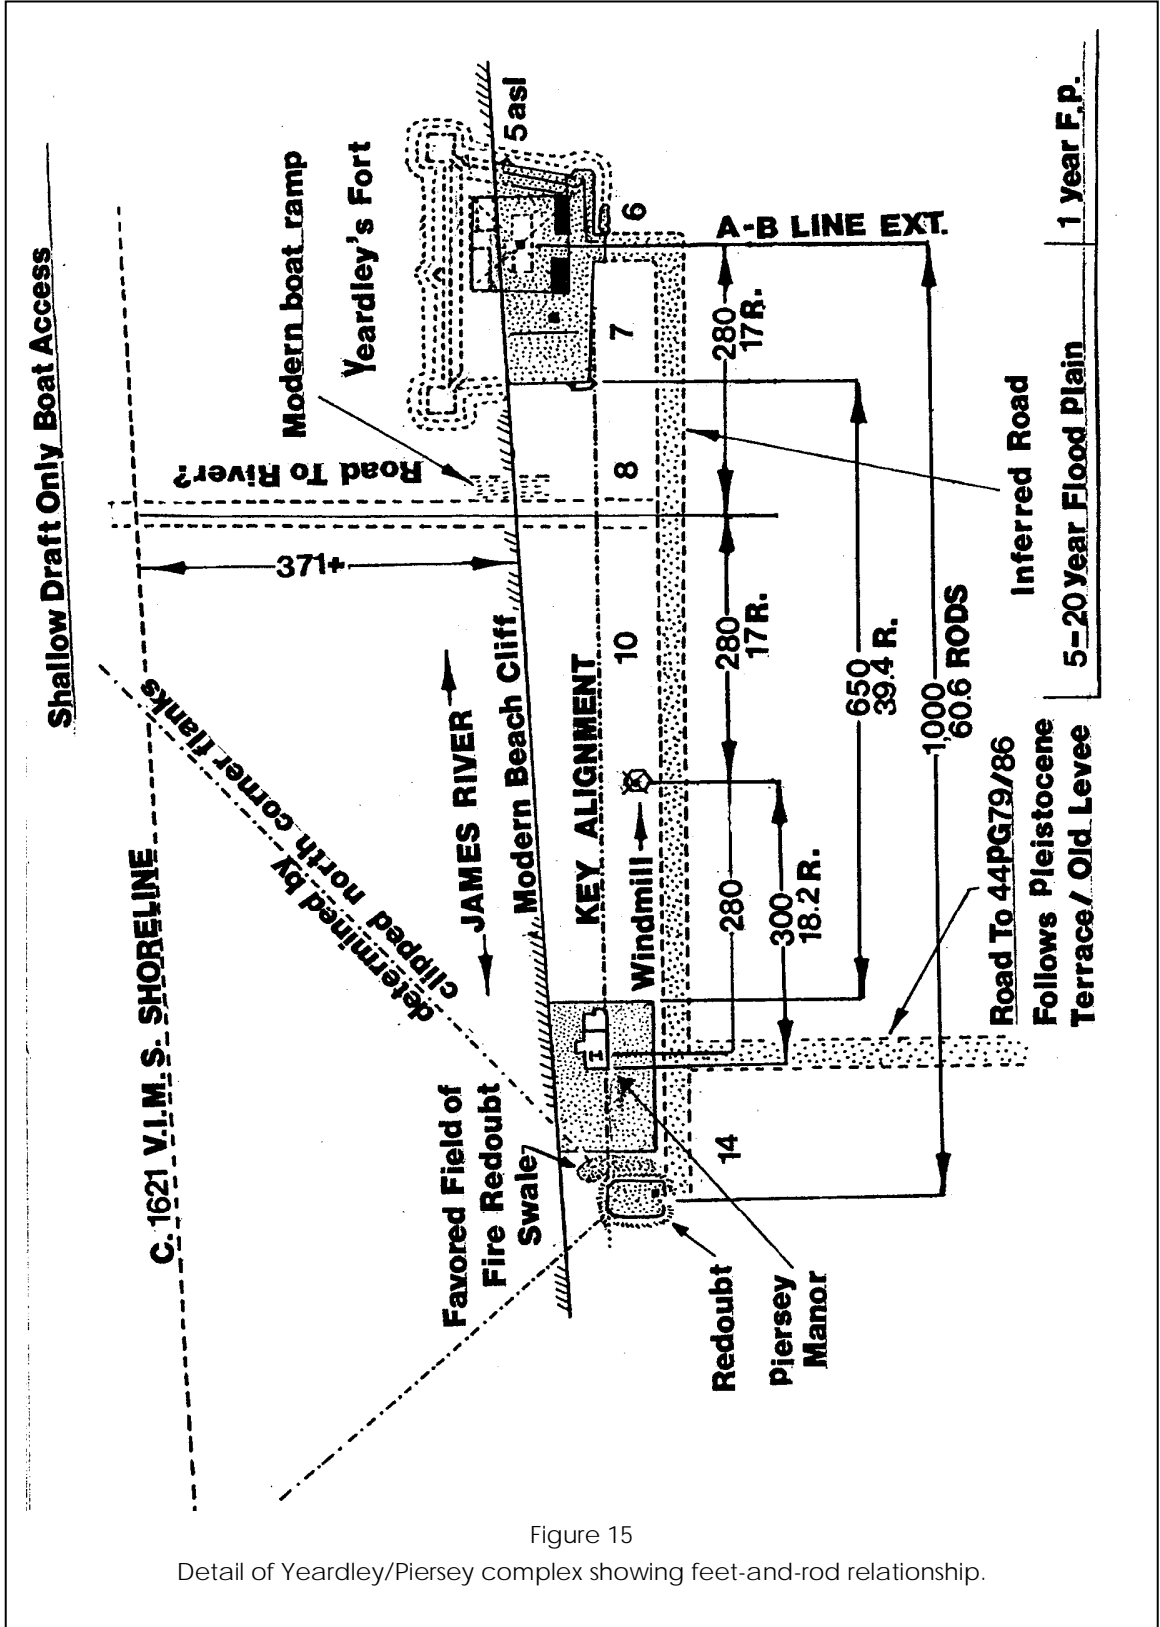 Shallow Draft Only Boat Access
C. 1621 V.I.M.S. SHORELINE
determined by
clipped north corner flanks
371+
Road To River?
Modern boat ramp
Yeardley's Fort
5asl
JAMES RIVER
Modern Beach Cliff
Favored Field of
Fire Redoubt
Swale
KEY ALIGNMENT
Windmill
6
7
8
10
14
A-B LINE EXT.
280
17 R.
280
17 R.
280
300
18.2 R.
650
39.4 R.
1,000
60.6 RODS
Redoubt
Piersey
Manor
Inferred Road
Road To 44PG79/86
Follows Pleistocene
Terrace/ Old Levee
5-20 Year Flood Plain
1 Year F.P.
Figure 15
Detail of Yeardley/Piersey complex showing feet-and-rod relationship.